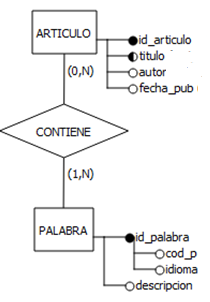 ARTICULO
id_articulo
titulo
autor
fecha_pub
(0,N)
CONTIENE
(1,N)
PALABRA
id_palabra
cod_p
idioma
descripcion